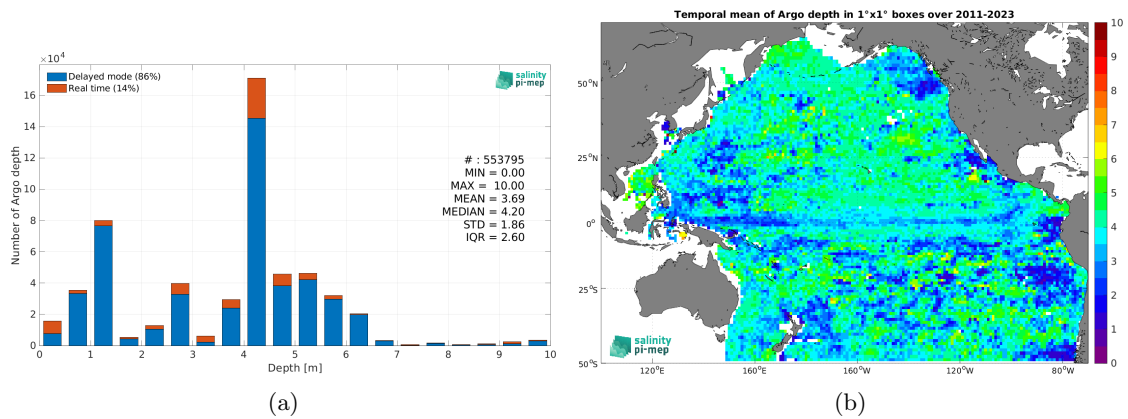 ×10⁴
Delayed mode (86%)
Real time (14%)
salinity
pi-mep
# : 553795
MIN = 0.00
MAX = 10.00
MEAN = 3.69
MEDIAN = 4.20
STD = 1.86
IQR = 2.60
Number of Argo depth
16
14
12
10
8
6
4
2
0
0 1 2 3 4 5 6 7 8 9 10
Depth [m]
(a)
Temporal mean of Argo depth in 1°x1° boxes over 2011-2023
50°N
25°N
0°
25°S
50°S
120°E 160°E 160°W 120°W 80°W
salinity
pi-mep
10
9
8
7
6
5
4
3
2
1
0
(b)